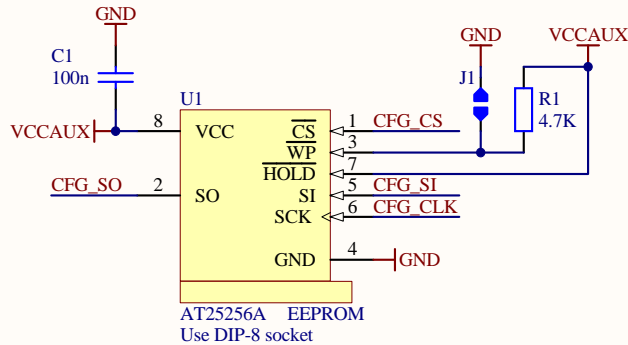 GND
C1
100n
VCCAUX
CFG_SO
U1
8
VCC
2
SO
CS
WP
HOLD
SI
SCK
GND
1
3
7
5
6
4
CFG_CS
CFG_SI
CFG_CLK
GND
GND
J1
VCCAUX
R1
4.7K
AT25256A EEPROM
Use DIP-8 socket